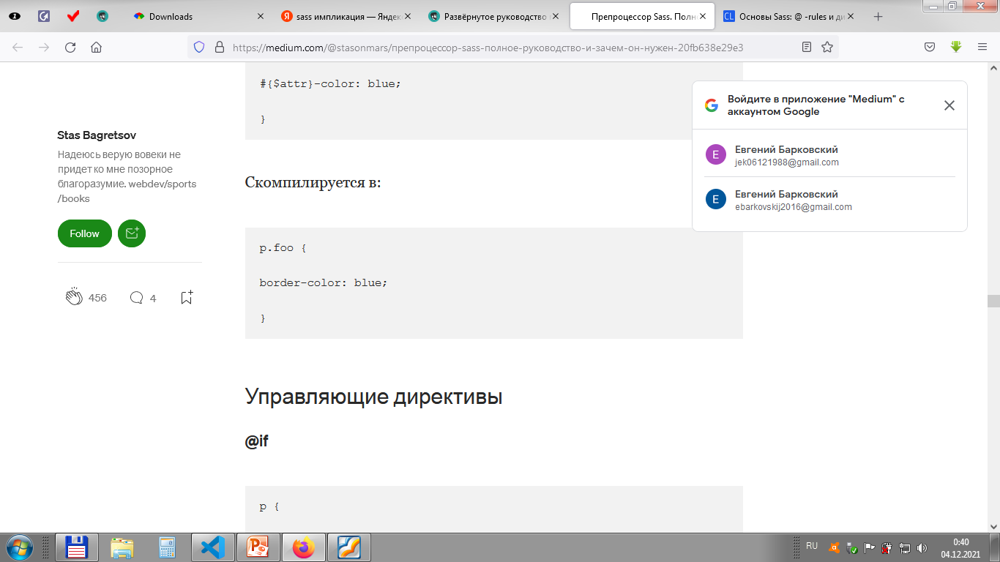 Downloads
sass импликация — Яндек
Развёрнутое руководство
Препроцессор Sass. Полн
Основы Sass: @ -rules и ди
https://medium.com/@stasonmars/препроцессор-sass-полное-руководство-и-зачем-он-нужен-20fb638e29e3
#{$attr}-color: blue;
}
Войдите в приложение "Medium" с
аккаунтом Google
Е
Евгений Барковский
jek06121988@gmail.com
Е
Евгений Барковский
ebarkovskij2016@gmail.com
Stas Bagretsov
Надеюсь верую вовеки не
придет ко мне позорное
благоразумие. webdev/sports
/books
Follow
456
4
Скомпилируется в:
p.foo {
border-color: blue;
}
Управляющие директивы
@if
p {
RU
0:40
04.12.2021